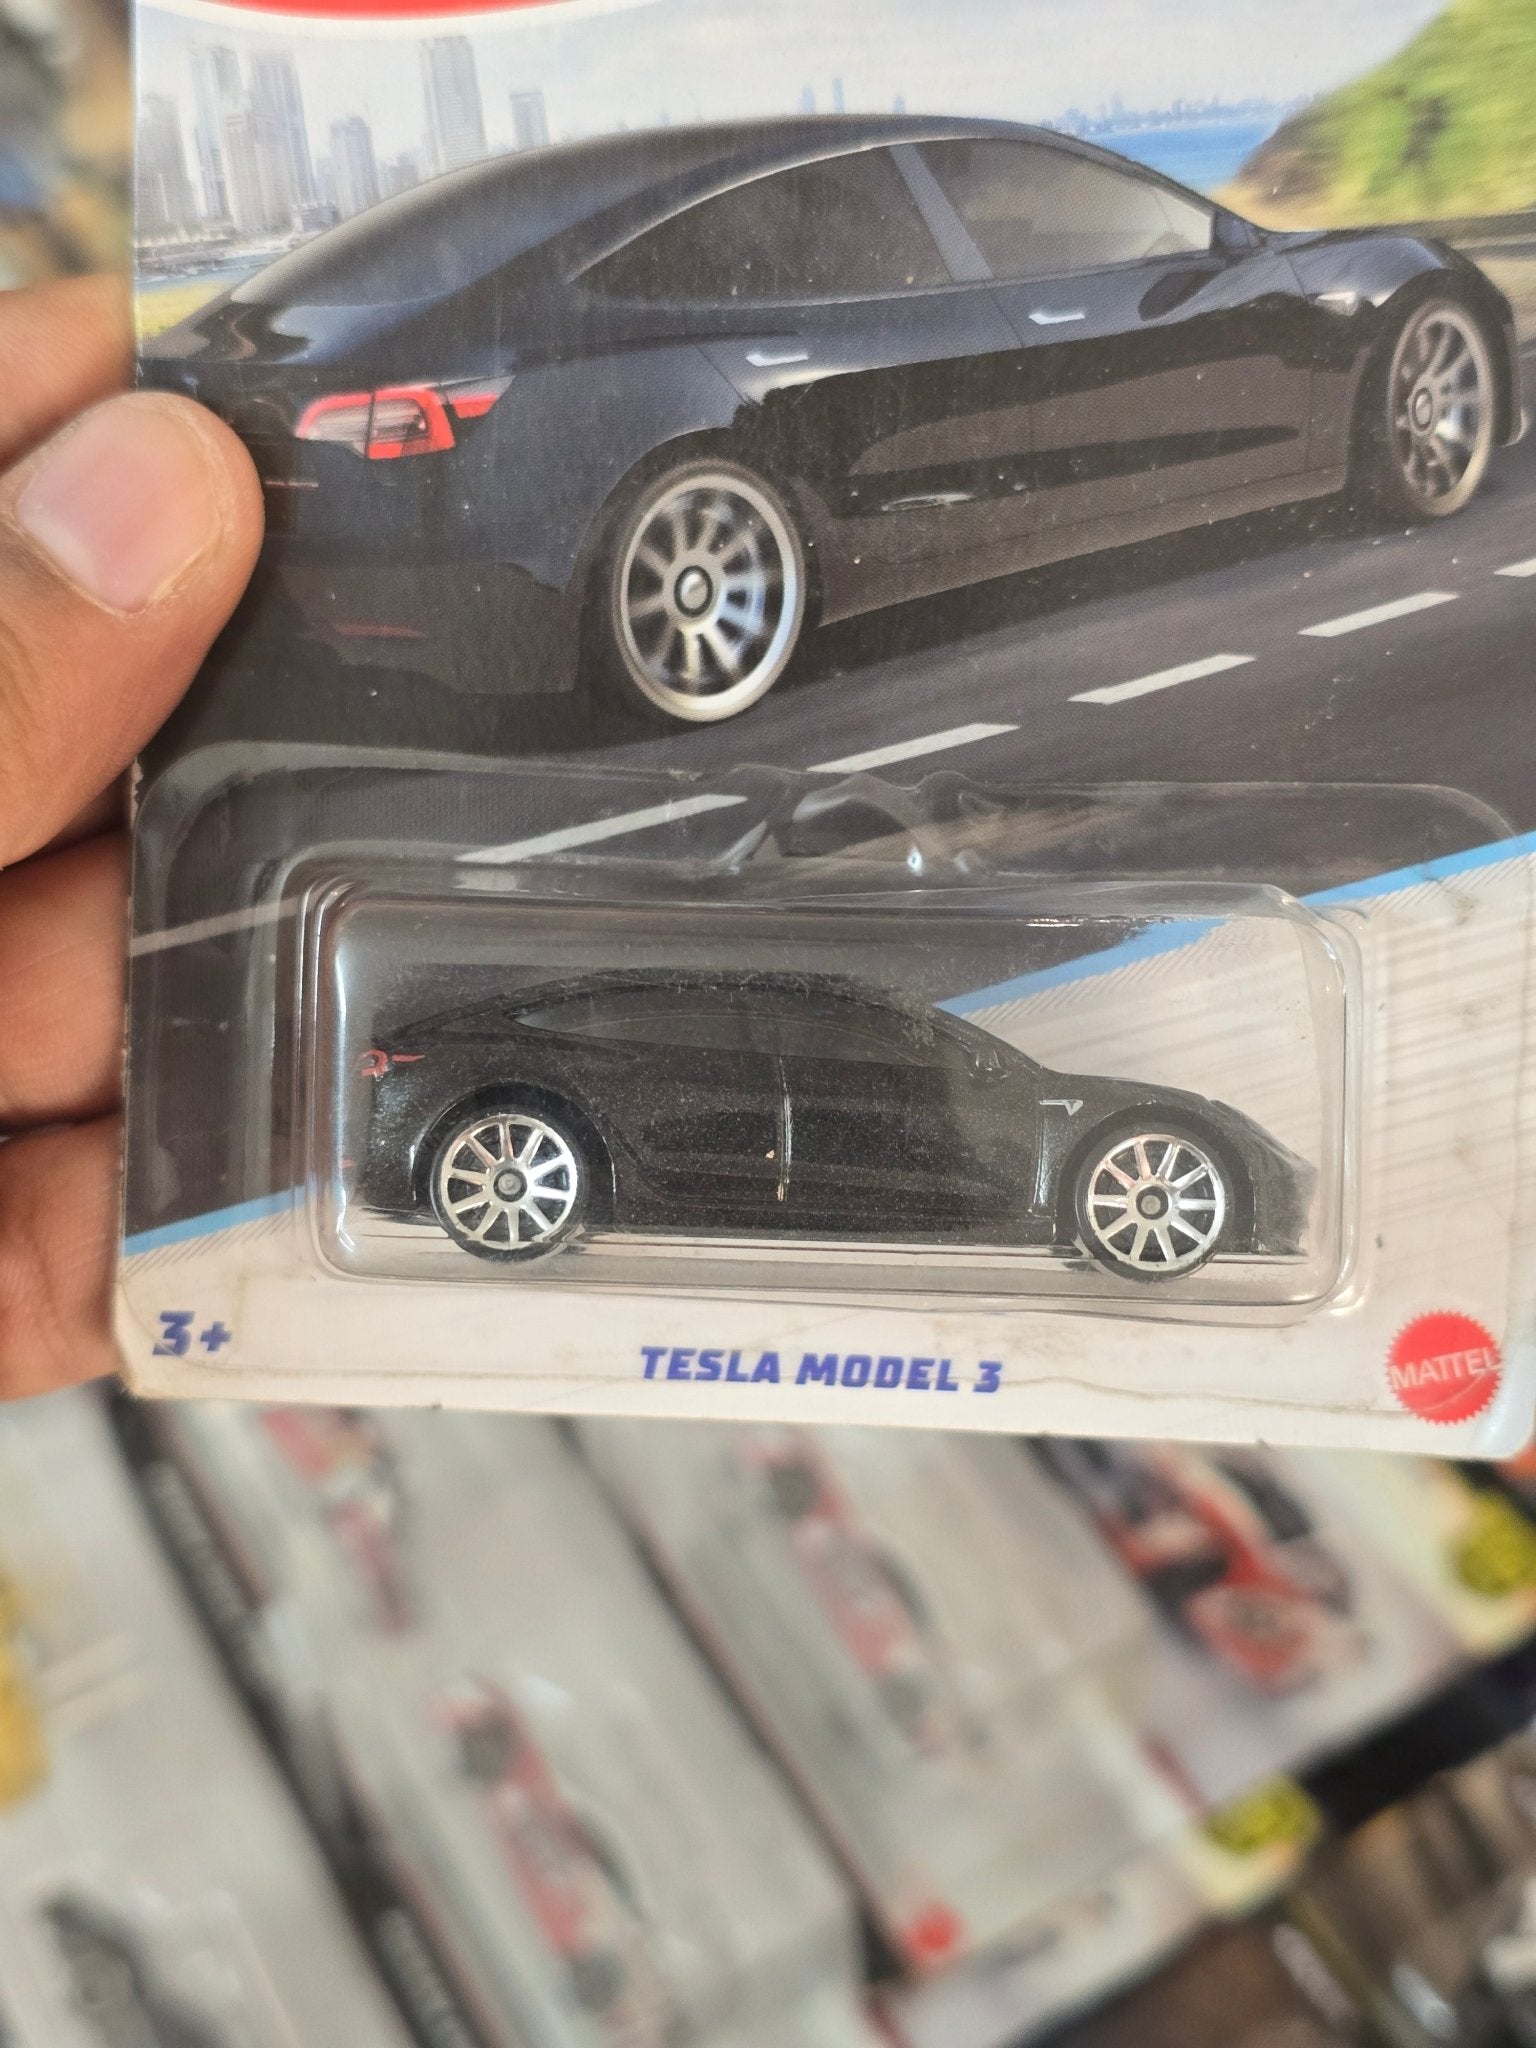 3+
TESLA MODEL 3
MATTEL